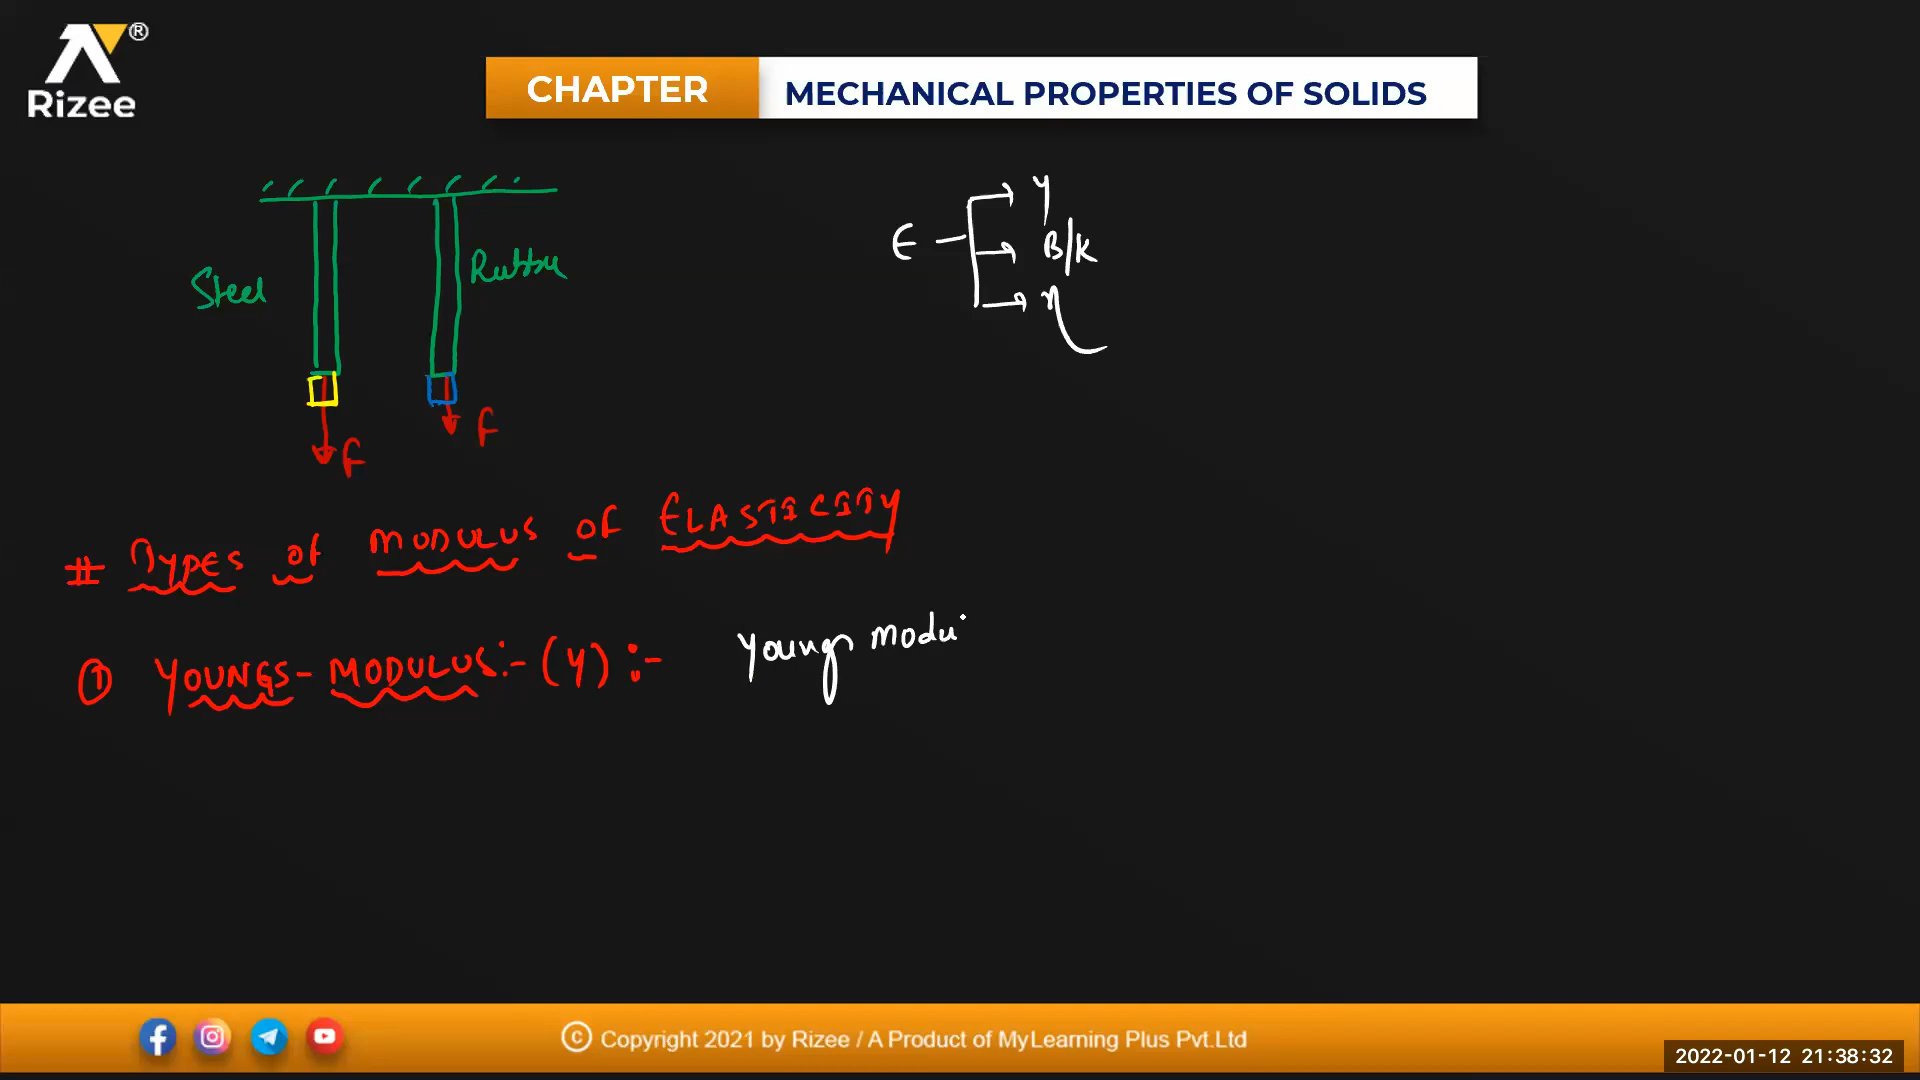 Rizee®
CHAPTER MECHANICAL PROPERTIES OF SOLIDS
Steel
Rubber
F
F
E
Y
B/K
η
# TYPES OF MODULUS OF ELASTICITY
① YOUNGS-MODULUS:-(Y):-
Youngs modu
© Copyright 2021 by Rizee / A Product of MyLearning Plus Pvt.Ltd
2022-01-12 21:38:32